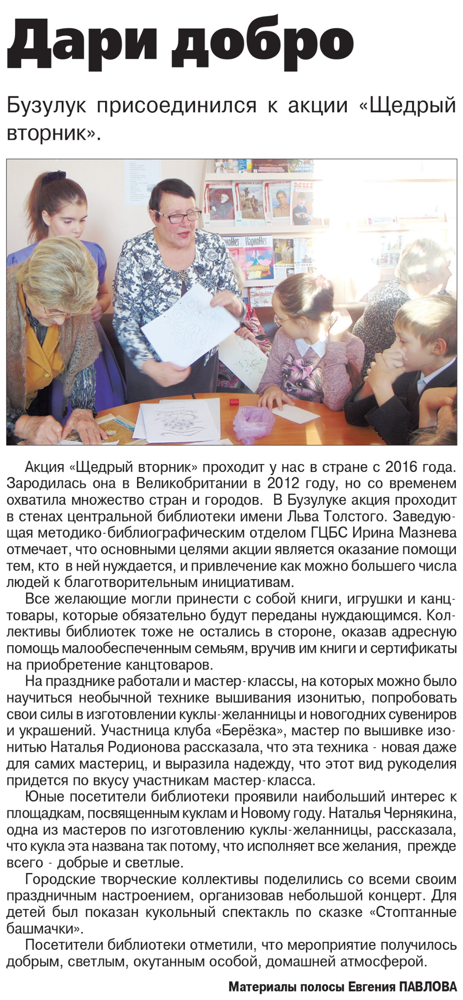 Дари добро
Бузулук присоединился к акции «Щедрый
вторник».
НаркоНет
Акция «Щедрый вторник» проходит у нас в стране с 2016 года.
Зародилась она в Великобритании в 2012 году, но со временем
охватила множество стран и городов. В Бузулуке акция проходит
в стенах центральной библиотеки имени Льва Толстого. Заведую-
щая методико-библиографическим отделом ГЦБС Ирина Мазнева
отмечает, что основными целями акции является оказание помощи
тем, кто в ней нуждается, и привлечение как можно большего числа
людей к благотворительным инициативам.
Все желающие могли принести с собой книги, игрушки и канц-
товары, которые обязательно будут переданы нуждающимся. Кол-
лективы библиотек тоже не остались в стороне, оказав адресную
помощь малообеспеченным семьям, вручив им книги и сертификаты
на приобретение канцтоваров.
На празднике работали и мастер-классы, на которых можно было
научиться необычной технике вышивания изонитью, попробовать
свои силы в изготовлении куклы-желанницы и новогодних сувениров
и украшений. Участница клуба «Берёзка», мастер по вышивке изо-
нитью Наталья Родионова рассказала, что эта техника - новая даже
для самих мастериц, и выразила надежду, что этот вид рукоделия
придется по вкусу участникам мастер-класса.
Юные посетители библиотеки проявили наибольший интерес к
площадкам, посвященным куклам и Новому году. Наталья Чернякина,
одна из мастеров по изготовлению куклы-желанницы, рассказала,
что кукла эта названа так потому, что исполняет все желания, прежде
всего - добрые и светлые.
Городские творческие коллективы поделились со всеми своим
праздничным настроением, организовав небольшой концерт. Для
детей был показан кукольный спектакль по сказке «Стоптанные
башмачки».
Посетители библиотеки отметили, что мероприятие получилось
добрым, светлым, окутанным особой, домашней атмосферой.
Материалы полосы Евгения ПАВЛОВА